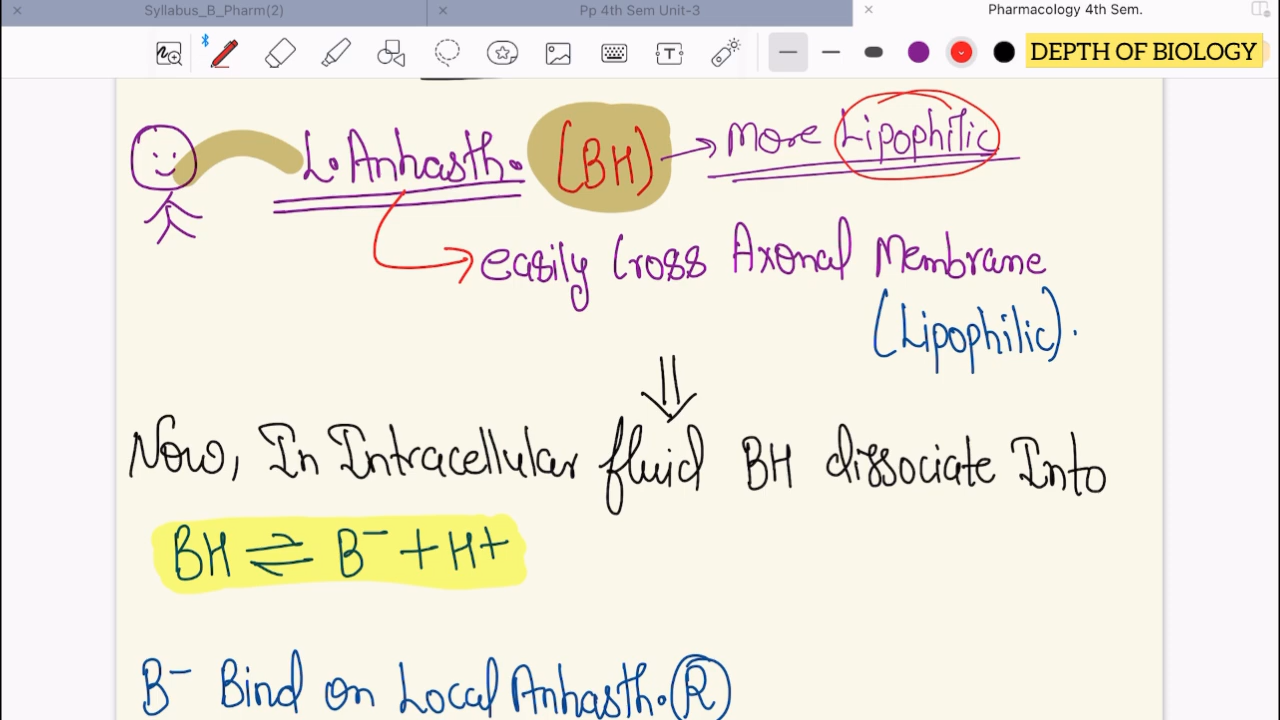 Syllabus_B_Pharm(2) Pp 4th Sem Unit-3 Pharmacology 4th Sem.
DEPTH OF BIOLOGY
L.Anhasth. (BH) → More Lipophilic
→ easily Cross Axonal Membrane
(Lipophilic).
⇓
Now, In Intracellular fluid BH dissociate Into
BH ⇌ B⁻ + H+
B⁻ Bind on Local Anhasth. (R)